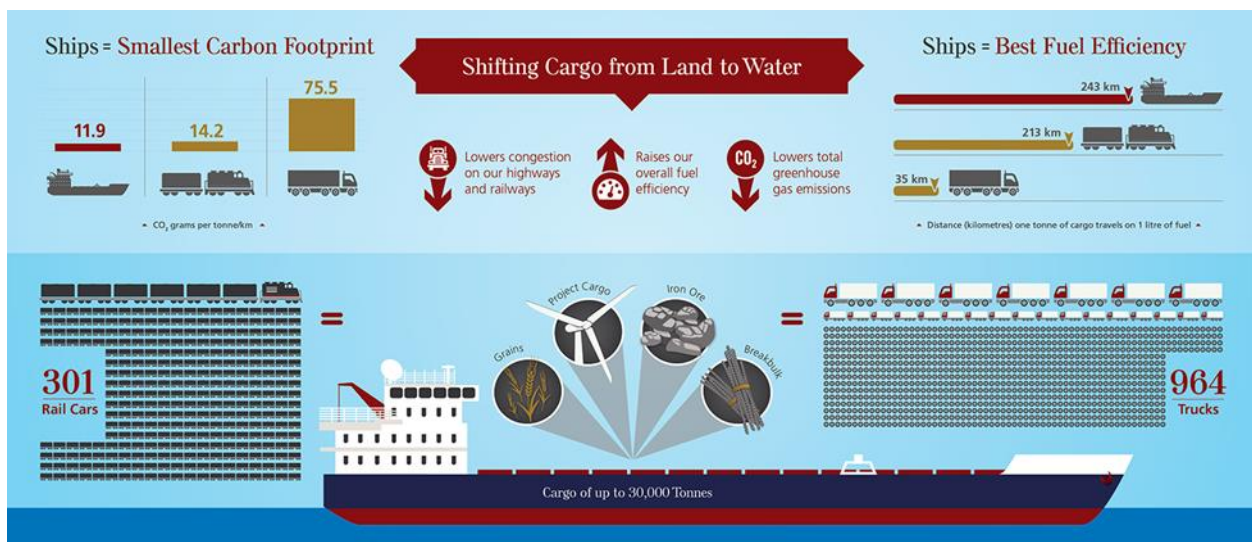 Ships = Smallest Carbon Footprint
11.9
14.2
75.5
CO₂ grams per tonne/km
Shifting Cargo from Land to Water
Lowers congestion
on our highways
and railways
Raises our
overall fuel
efficiency
CO₂
Lowers total
greenhouse
gas emissions
Ships = Best Fuel Efficiency
243 km
213 km
35 km
Distance (kilometres) one tonne of cargo travels on 1 litre of fuel
301
Rail Cars
=
Grains
Project Cargo
Iron Ore
Breakbulk
=
964
Trucks
Cargo of up to 30,000 Tonnes